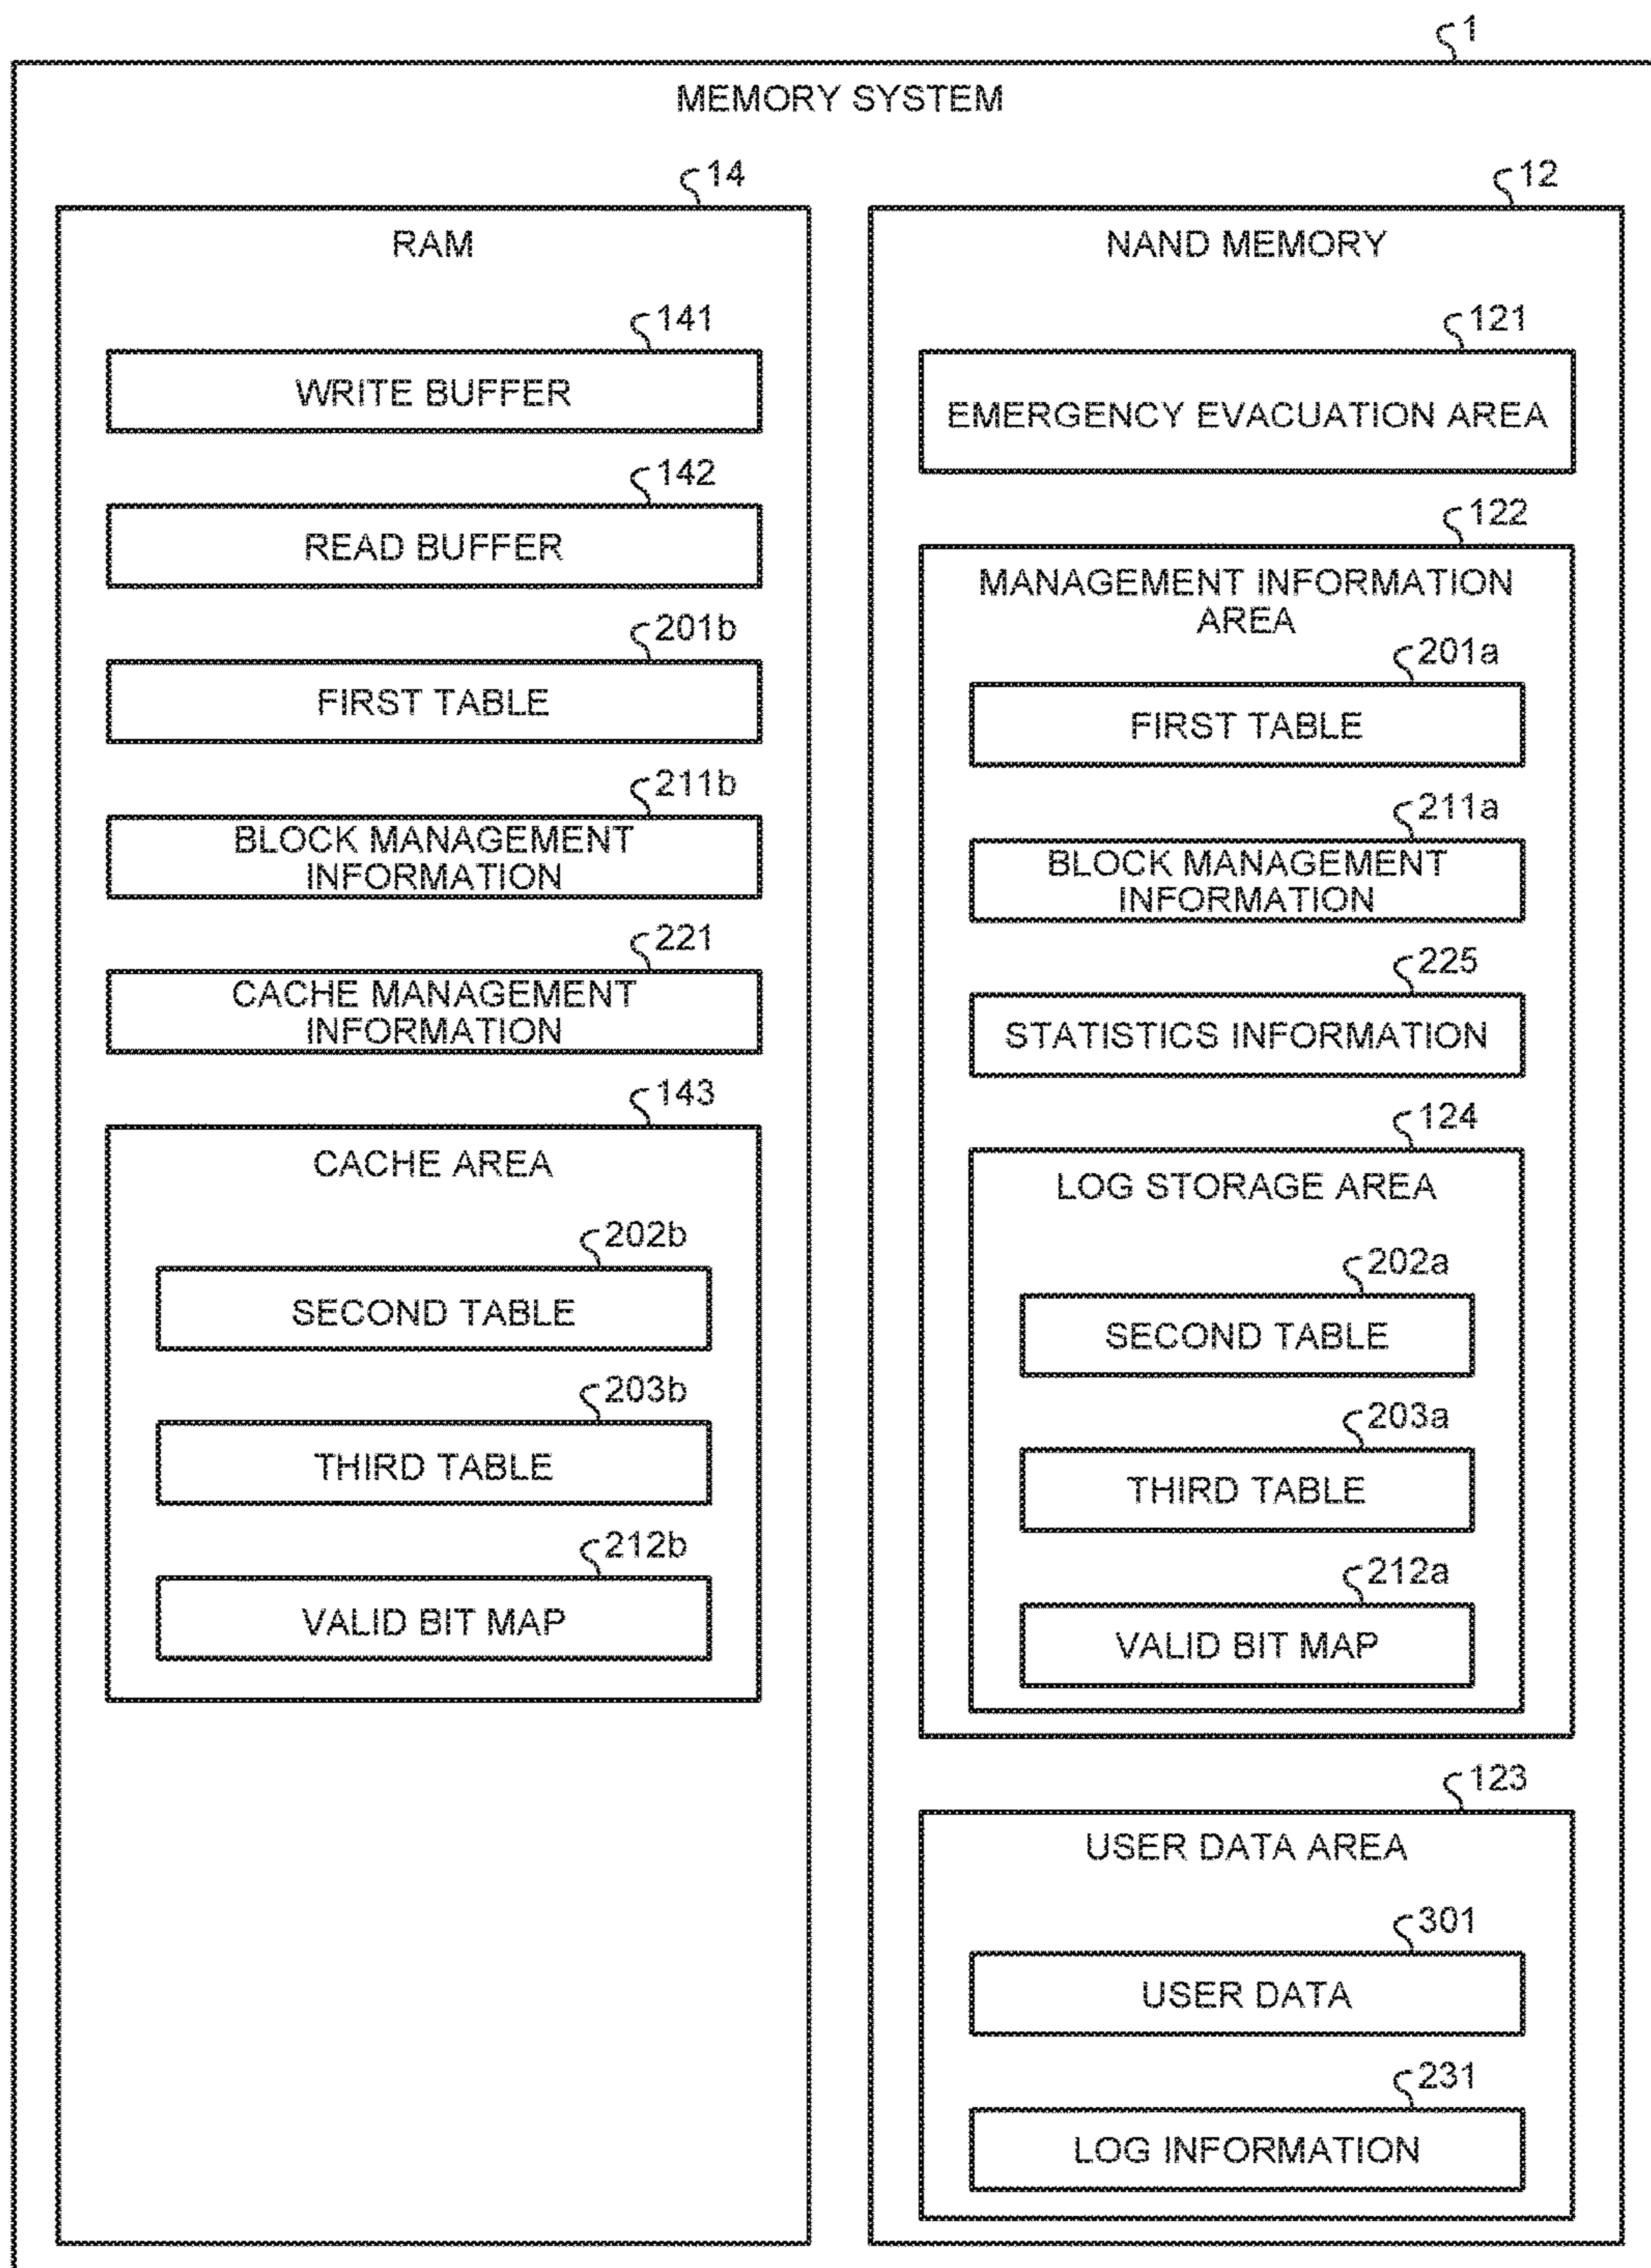 1
MEMORY SYSTEM
14
RAM
141
WRITE BUFFER
142
READ BUFFER
201b
FIRST TABLE
211b
BLOCK MANAGEMENT
INFORMATION
221
CACHE MANAGEMENT
INFORMATION
143
CACHE AREA
202b
SECOND TABLE
203b
THIRD TABLE
212b
VALID BIT MAP
12
NAND MEMORY
121
EMERGENCY EVACUATION AREA
122
MANAGEMENT INFORMATION
AREA
201a
FIRST TABLE
211a
BLOCK MANAGEMENT
INFORMATION
225
STATISTICS INFORMATION
124
LOG STORAGE AREA
202a
SECOND TABLE
203a
THIRD TABLE
212a
VALID BIT MAP
123
USER DATA AREA
301
USER DATA
231
LOG INFORMATION